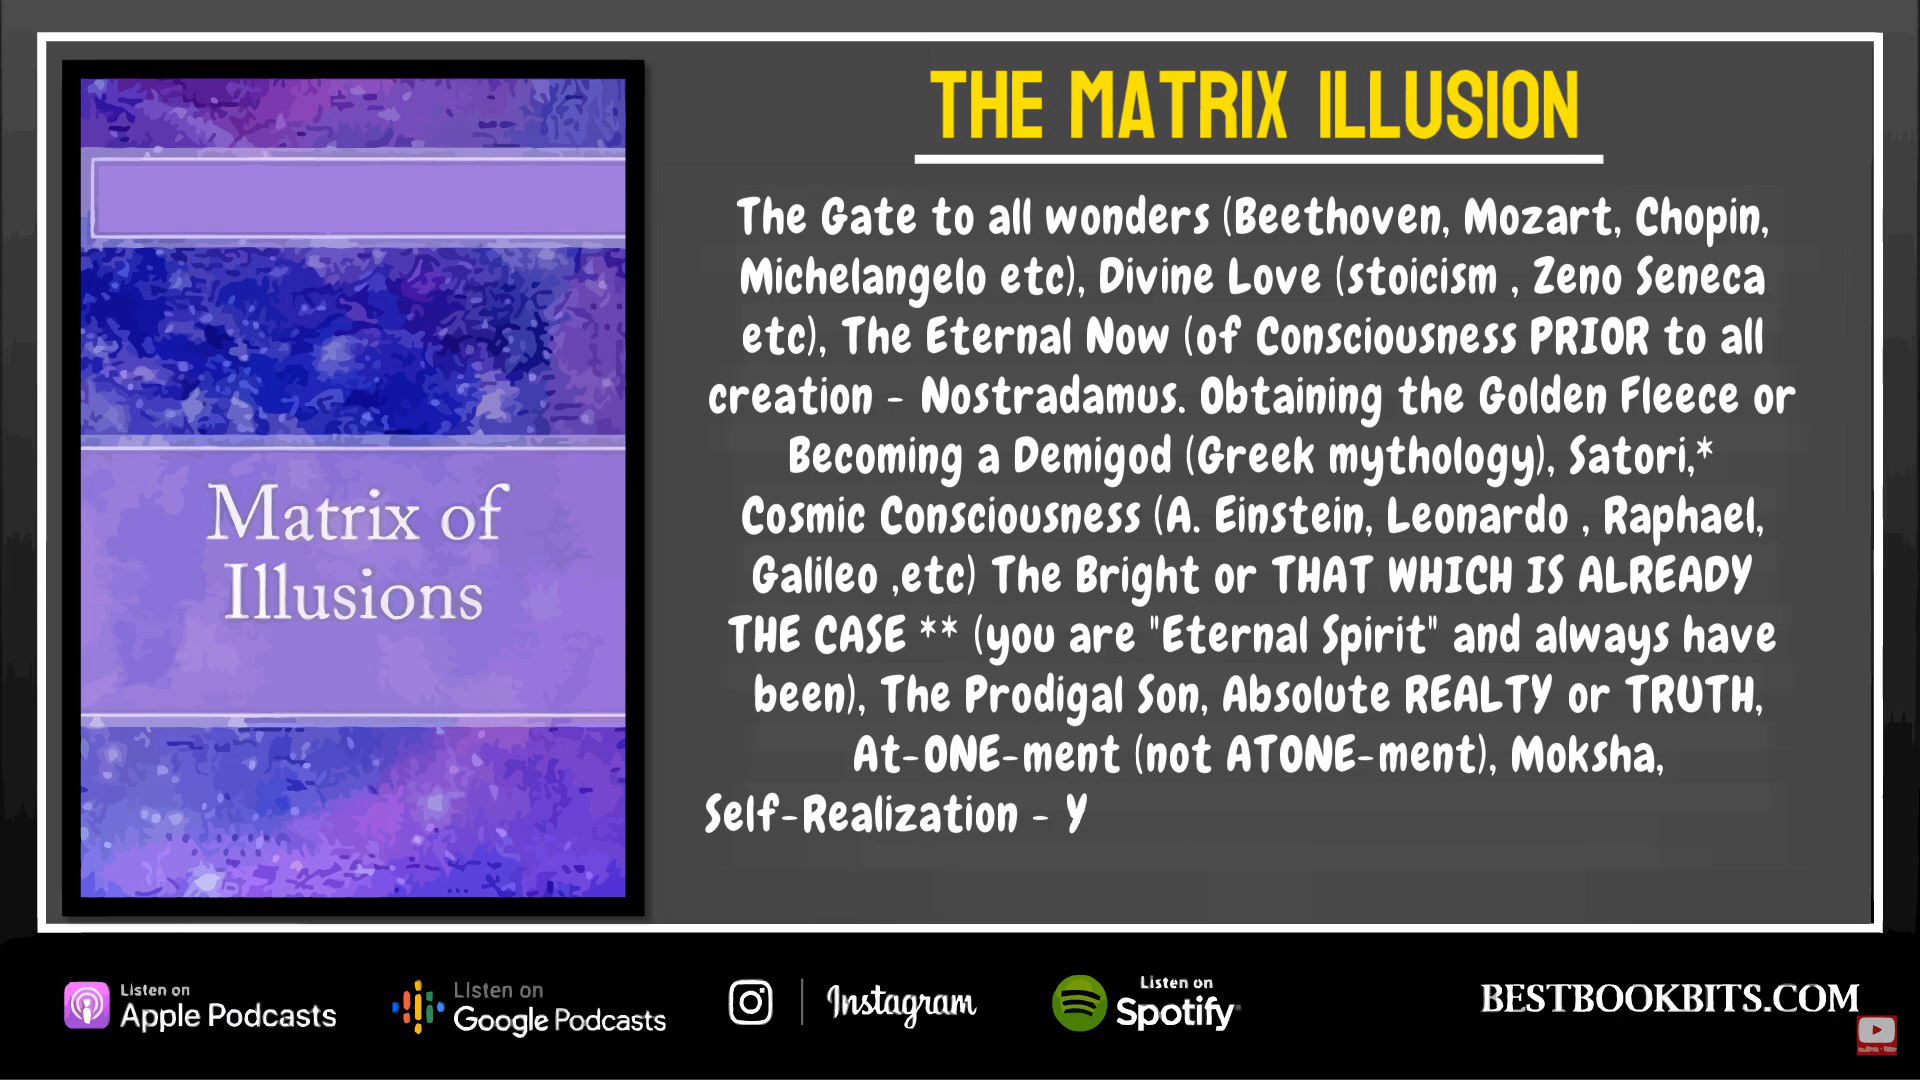 THE MATRIX ILLUSION
Matrix of
Illusions
The Gate to all wonders (Beethoven, Mozart, Chopin,
Michelangelo etc), Divine Love (stoicism , Zeno Seneca
etc), The Eternal Now (of Consciousness PRIOR to all
creation - Nostradamus. Obtaining the Golden Fleece or
Becoming a Demigod (Greek mythology), Satori,*
Cosmic Consciousness (A. Einstein, Leonardo , Raphael,
Galileo ,etc) The Bright or THAT WHICH IS ALREADY
THE CASE ** (you are "Eternal Spirit" and always have
been), The Prodigal Son, Absolute REALTY or TRUTH,
At-ONE-ment (not ATONE-ment), Moksha,
Self-Realization - Y
Listen on
Apple Podcasts
Listen on
Google Podcasts
Instagram
Listen on
Spotify
BESTBOOKBITS.COM